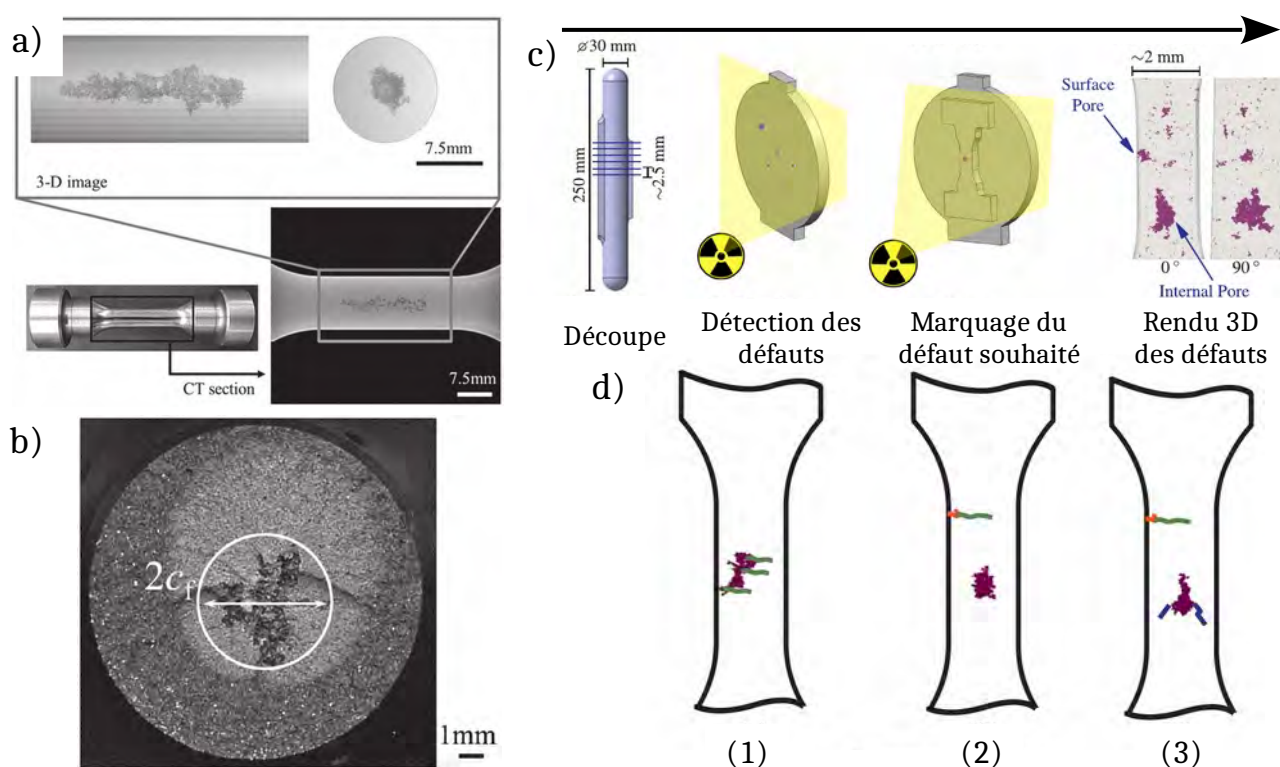 a)
7.5mm
3-D image
CT section
7.5mm
b)
2c_f
1mm
c)
⌀30 mm
250 mm
~2.5 mm
~2 mm
Surface
Pore
0°
90°
Internal Pore
Découpe
Détection des
défauts
Marquage du
défaut souhaité
Rendu 3D
des défauts
d)
(1)
(2)
(3)